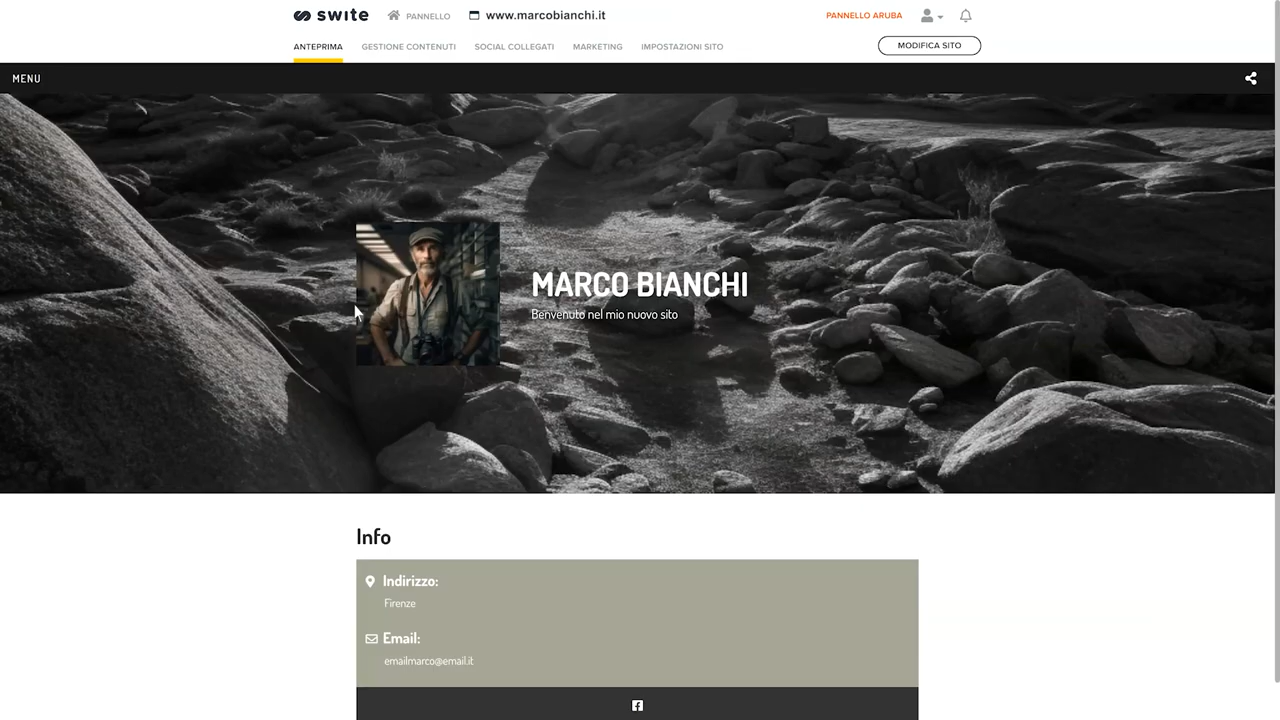 swite PANNELLO www.marcobianchi.it PANNELLO ARUBA
ANTEPRIMA GESTIONE CONTENUTI SOCIAL COLLEGATI MARKETING IMPOSTAZIONI SITO MODIFICA SITO
MENU
MARCO BIANCHI
Benvenuto nel mio nuovo sito
Info
Indirizzo:
Firenze
Email:
emailmarco@email.it